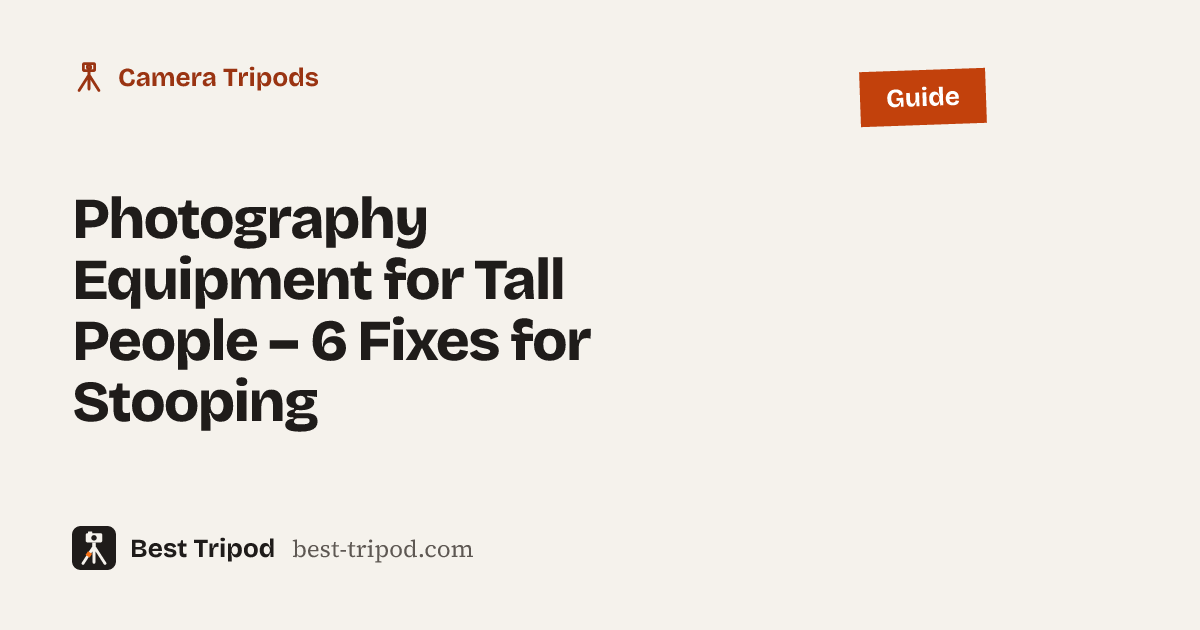 Camera Tripods
Guide
Photography
Equipment for Tall
People – 6 Fixes for
Stooping
Best Tripod best-tripod.com